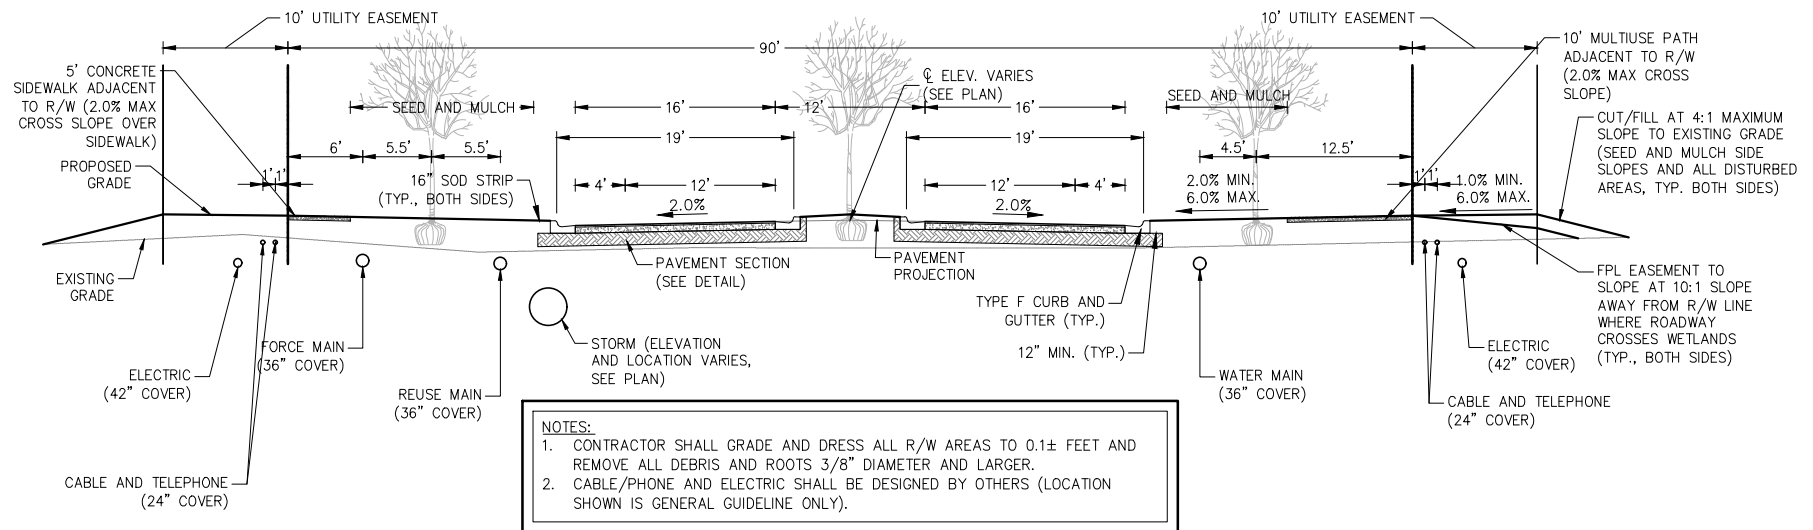 10' UTILITY EASEMENT
10' UTILITY EASEMENT
90'
5' CONCRETE
SIDEWALK ADJACENT
TO R/W (2.0% MAX
CROSS SLOPE OVER
SIDEWALK)
PROPOSED
GRADE
SEED AND MULCH
16'
12'
16'
SEED AND MULCH
℄ ELEV. VARIES
(SEE PLAN)
10' MULTIUSE PATH
ADJACENT TO R/W
(2.0% MAX CROSS
SLOPE)
CUT/FILL AT 4:1 MAXIMUM
SLOPE TO EXISTING GRADE
(SEED AND MULCH SIDE
SLOPES AND ALL DISTURBED
AREAS, TYP. BOTH SIDES)
19'
19'
6'
5.5'
5.5'
4.5'
12.5'
1'
1'
16" SOD STRIP
(TYP., BOTH SIDES)
4'
12'
12'
4'
2.0%
2.0%
2.0% MIN.
6.0% MAX.
1'
1'
1.0% MIN.
6.0% MAX.
EXISTING
GRADE
PAVEMENT SECTION
(SEE DETAIL)
PAVEMENT
PROJECTION
TYPE F CURB AND
GUTTER (TYP.)
12" MIN. (TYP.)
FPL EASEMENT TO
SLOPE AT 10:1 SLOPE
AWAY FROM R/W LINE
WHERE ROADWAY
CROSSES WETLANDS
(TYP., BOTH SIDES)
FORCE MAIN
(36" COVER)
ELECTRIC
(42" COVER)
REUSE MAIN
(36" COVER)
STORM (ELEVATION
AND LOCATION VARIES,
SEE PLAN)
WATER MAIN
(36" COVER)
ELECTRIC
(42" COVER)
CABLE AND TELEPHONE
(24" COVER)
CABLE AND TELEPHONE
(24" COVER)
NOTES:
1. CONTRACTOR SHALL GRADE AND DRESS ALL R/W AREAS TO 0.1± FEET AND
REMOVE ALL DEBRIS AND ROOTS 3/8" DIAMETER AND LARGER.
2. CABLE/PHONE AND ELECTRIC SHALL BE DESIGNED BY OTHERS (LOCATION
SHOWN IS GENERAL GUIDELINE ONLY).